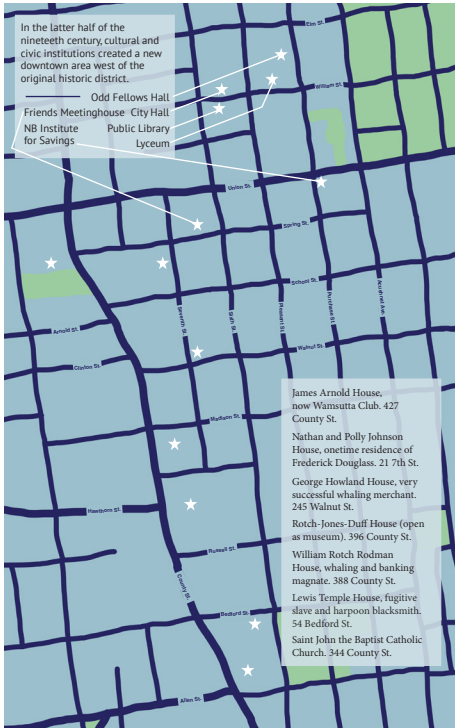 In the latter half of the
nineteeth century, cultural and
civic institutions created a new
downtown area west of the
original historic district.
Odd Fellows Hall
Friends Meetinghouse City Hall
NB Institute Public Library
for Savings Lyceum
Elm St.
William St.
Union St.
Spring St.
School St.
Seventh St.
Sixth St.
Pleasant St.
Purchase St.
Acushnet Ave.
Arnold St.
Walnut St.
Clinton St.
Madison St.
Hawthorn St.
Russell St.
County St.
Bedford St.
Allen St.
James Arnold House,
now Wamsutta Club. 427
County St.
Nathan and Polly Johnson
House, onetime residence of
Frederick Douglass. 21 7th St.
George Howland House, very
successful whaling merchant.
245 Walnut St.
Rotch-Jones-Duff House (open
as museum). 396 County St.
William Rotch Rodman
House, whaling and banking
magnate. 388 County St.
Lewis Temple House, fugitive
slave and harpoon blacksmith.
54 Bedford St.
Saint John the Baptist Catholic
Church. 344 County St.